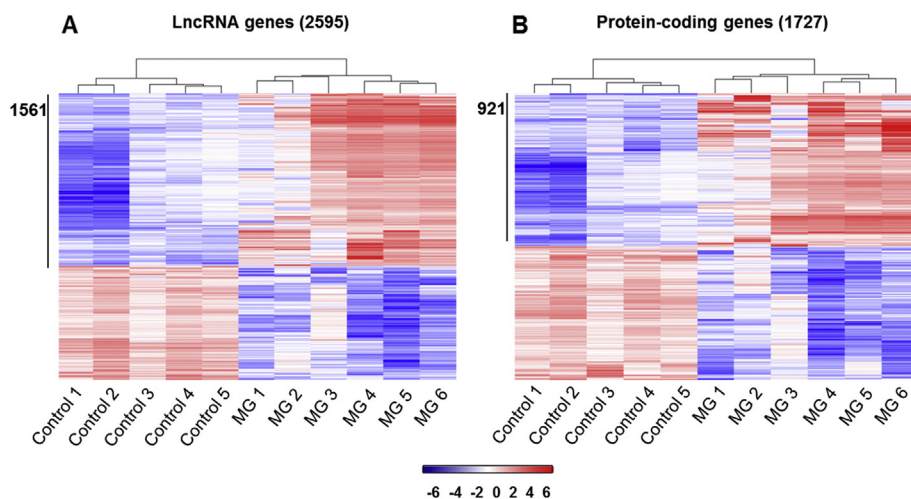 A
LncRNA genes (2595)
1561
Control 1
Control 2
Control 3
Control 4
Control 5
MG 1
MG 2
MG 3
MG 4
MG 5
MG 6
B
Protein-coding genes (1727)
921
Control 1
Control 2
Control 3
Control 4
Control 5
MG 1
MG 2
MG 3
MG 4
MG 5
MG 6
-6 -4 -2 0 2 4 6